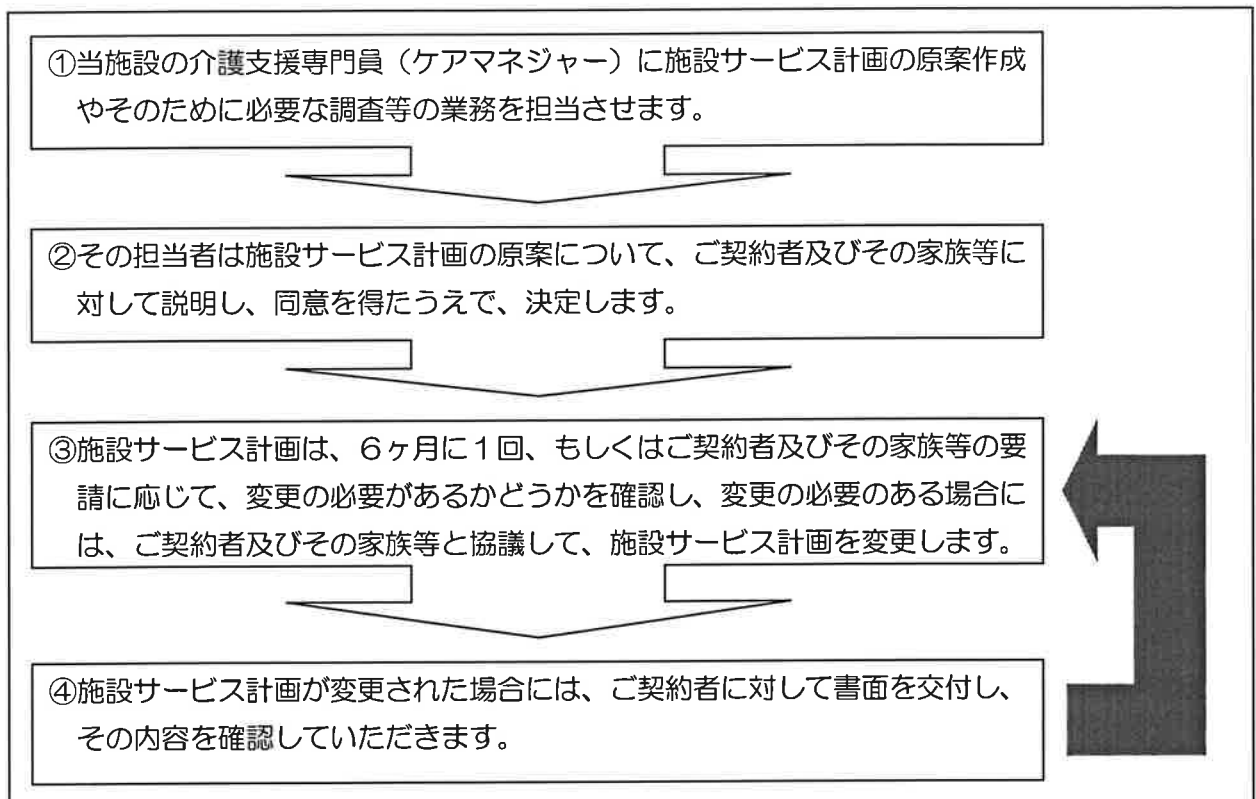 ①当施設の介護支援専門員（ケアマネジャー）に施設サービス計画の原案作成
やそのために必要な調査等の業務を担当させます。
②その担当者は施設サービス計画の原案について、ご契約者及びその家族等に
対して説明し、同意を得たうえで、決定します。
③施設サービス計画は、６ヶ月に１回、もしくはご契約者及びその家族等の要
請に応じて、変更の必要があるかどうかを確認し、変更の必要のある場合に
は、ご契約者及びその家族等と協議して、施設サービス計画を変更します。
④施設サービス計画が変更された場合には、ご契約者に対して書面を交付し、
その内容を確認していただきます。